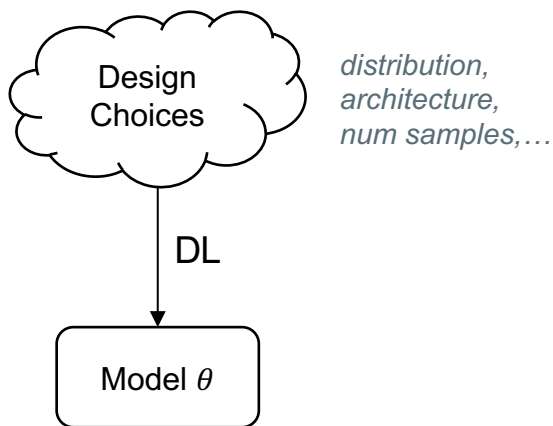 Design
Choices
distribution,
architecture,
num samples,…
DL
Model θ